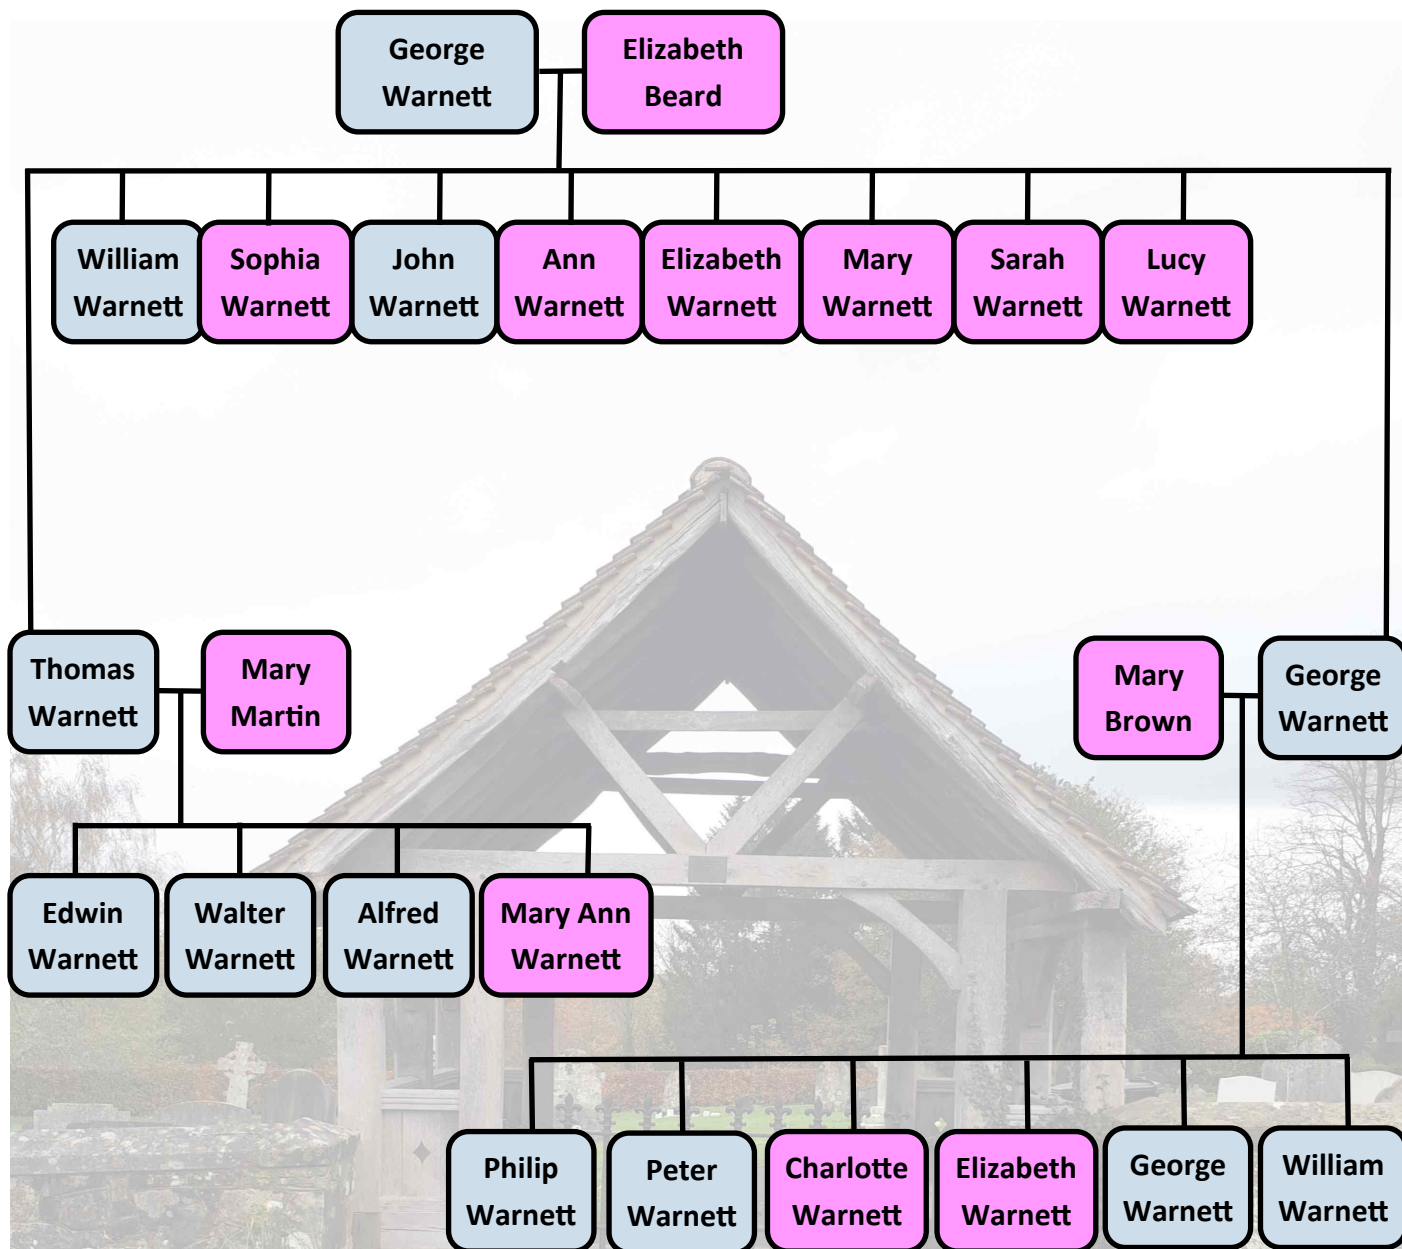 George
Warnett
Elizabeth
Beard
William
Warnett
Sophia
Warnett
John
Warnett
Ann
Warnett
Elizabeth
Warnett
Mary
Warnett
Sarah
Warnett
Lucy
Warnett
Thomas
Warnett
Mary
Martin
Mary
Brown
George
Warnett
Edwin
Warnett
Walter
Warnett
Alfred
Warnett
Mary Ann
Warnett
Philip
Warnett
Peter
Warnett
Charlotte
Warnett
Elizabeth
Warnett
George
Warnett
William
Warnett